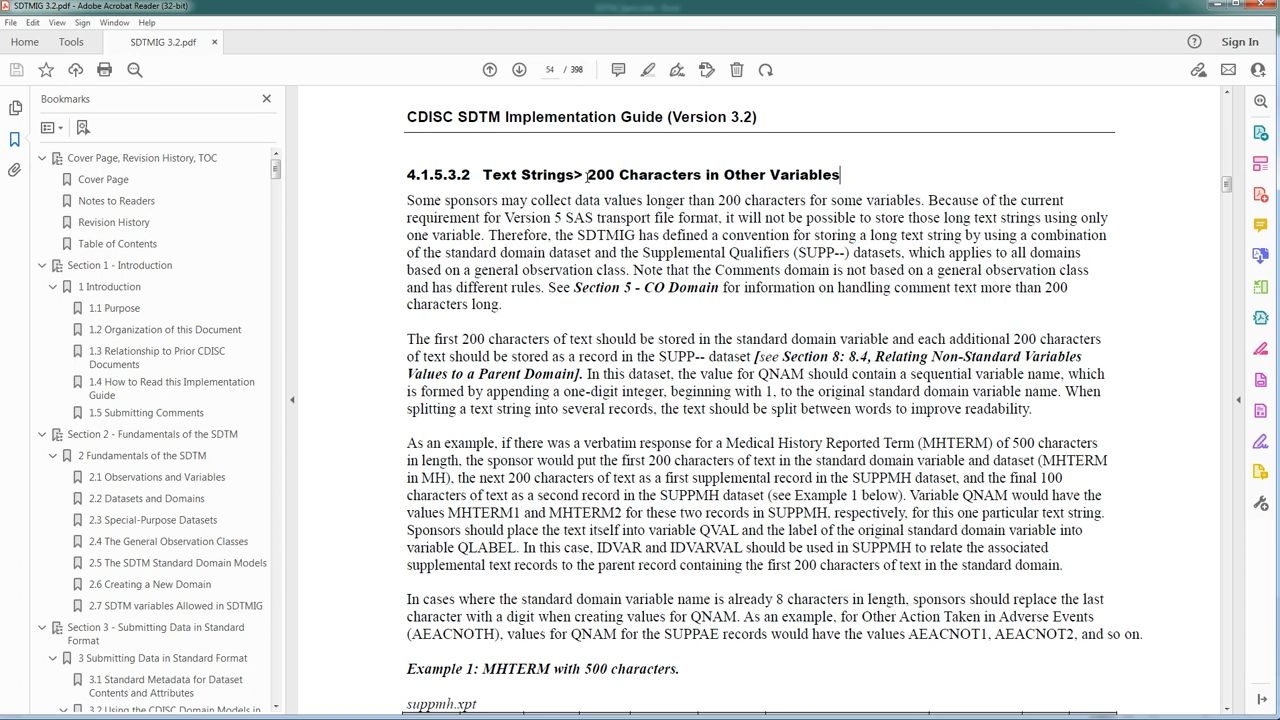 SDTMIG 3.2.pdf - Adobe Acrobat Reader (32-bit)
File Edit View Sign Window Help
Home Tools SDTMIG 3.2.pdf × Sign In
54 / 398
Bookmarks
Cover Page, Revision History, TOC
Cover Page
Notes to Readers
Revision History
Table of Contents
Section 1 - Introduction
1 Introduction
1.1 Purpose
1.2 Organization of this Document
1.3 Relationship to Prior CDISC
Documents
1.4 How to Read this Implementation
Guide
1.5 Submitting Comments
Section 2 - Fundamentals of the SDTM
2 Fundamentals of the SDTM
2.1 Observations and Variables
2.2 Datasets and Domains
2.3 Special-Purpose Datasets
2.4 The General Observation Classes
2.5 The SDTM Standard Domain Models
2.6 Creating a New Domain
2.7 SDTM variables Allowed in SDTMIG
Section 3 - Submitting Data in Standard
Format
3 Submitting Data in Standard Format
3.1 Standard Metadata for Dataset
Contents and Attributes
3.2 Using the CDISC Domain Models in
CDISC SDTM Implementation Guide (Version 3.2)
4.1.5.3.2 Text Strings> 200 Characters in Other Variables
Some sponsors may collect data values longer than 200 characters for some variables. Because of the current
requirement for Version 5 SAS transport file format, it will not be possible to store those long text strings using only
one variable. Therefore, the SDTMIG has defined a convention for storing a long text string by using a combination
of the standard domain dataset and the Supplemental Qualifiers (SUPP--) datasets, which applies to all domains
based on a general observation class. Note that the Comments domain is not based on a general observation class
and has different rules. See Section 5 - CO Domain for information on handling comment text more than 200
characters long.
The first 200 characters of text should be stored in the standard domain variable and each additional 200 characters
of text should be stored as a record in the SUPP-- dataset [see Section 8: 8.4, Relating Non-Standard Variables
Values to a Parent Domain]. In this dataset, the value for QNAM should contain a sequential variable name, which
is formed by appending a one-digit integer, beginning with 1, to the original standard domain variable name. When
splitting a text string into several records, the text should be split between words to improve readability.
As an example, if there was a verbatim response for a Medical History Reported Term (MHTERM) of 500 characters
in length, the sponsor would put the first 200 characters of text in the standard domain variable and dataset (MHTERM
in MH), the next 200 characters of text as a first supplemental record in the SUPPMH dataset, and the final 100
characters of text as a second record in the SUPPMH dataset (see Example 1 below). Variable QNAM would have the
values MHTERM1 and MHTERM2 for these two records in SUPPMH, respectively, for this one particular text string.
Sponsors should place the text itself into variable QVAL and the label of the original standard domain variable into
variable QLABEL. In this case, IDVAR and IDVARVAL should be used in SUPPMH to relate the associated
supplemental text records to the parent record containing the first 200 characters of text in the standard domain.
In cases where the standard domain variable name is already 8 characters in length, sponsors should replace the last
character with a digit when creating values for QNAM. As an example, for Other Action Taken in Adverse Events
(AEACNOTH), values for QNAM for the SUPPAE records would have the values AEACNOT1, AEACNOT2, and so on.
Example 1: MHTERM with 500 characters.
suppmh.xpt